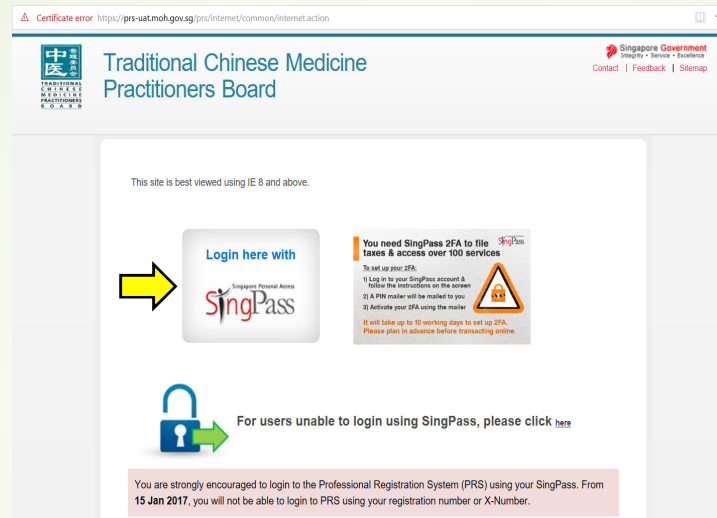 Certificate error https://prs-uat.moh.gov.sg/prs/internet/common/internet.action
中医
管理委员会
TRADITIONAL
CHINESE
MEDICINE
PRACTITIONERS
BOARD
Traditional Chinese Medicine
Practitioners Board
Singapore Government
Integrity • Service • Excellence
Contact | Feedback | Sitemap
This site is best viewed using IE 8 and above.
Login here with
Singapore Personal Access
SingPass
You need SingPass 2FA to file SingPass
taxes & access over 100 services
To set up your 2FA:
1) Log in to your SingPass account &
follow the instructions on the screen
2) A PIN mailer will be mailed to you
3) Activate your 2FA using the mailer
It will take up to 10 working days to set up 2FA.
Please plan in advance before transacting online.
For users unable to login using SingPass, please click here
You are strongly encouraged to login to the Professional Registration System (PRS) using your SingPass. From
15 Jan 2017, you will not be able to login to PRS using your registration number or X-Number.